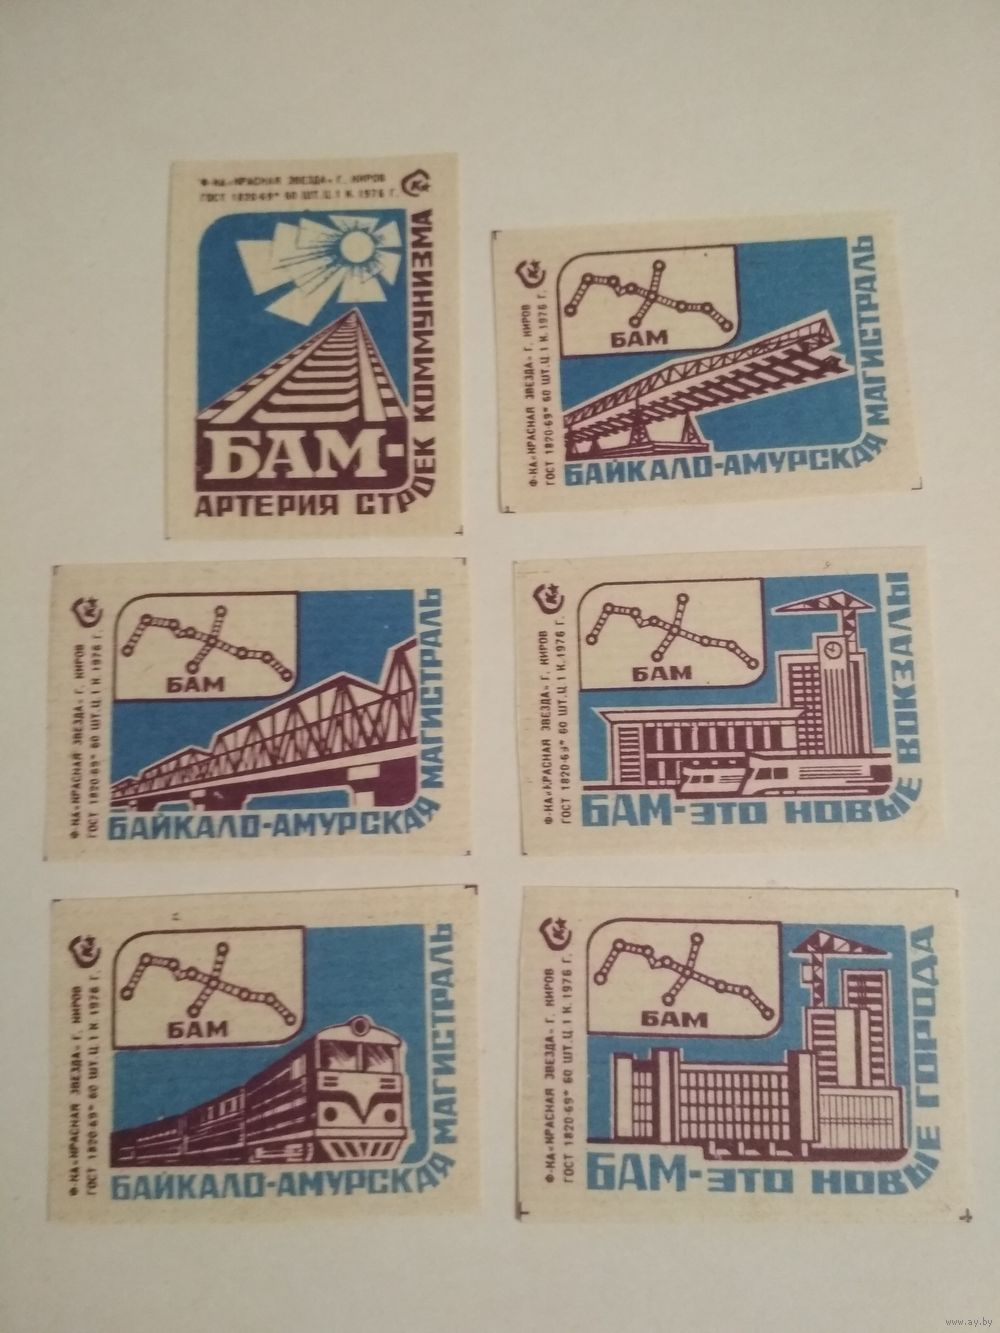 Ф-КА «КРАСНАЯ ЗВЕЗДА» Г. КИРОВ
ГОСТ 1820-69* 60 ШТ. Ц. 1 К. 1976 Г.
БАМ-
АРТЕРИЯ СТРОЕК КОММУНИЗМА
Ф-КА «КРАСНАЯ ЗВЕЗДА» Г. КИРОВ
ГОСТ 1820-69* 60 ШТ. Ц. 1 К. 1976 Г.
БАМ
БАЙКАЛО-АМУРСКАЯ МАГИСТРАЛЬ
Ф-КА «КРАСНАЯ ЗВЕЗДА» Г. КИРОВ
ГОСТ 1820-69* 60 ШТ. Ц. 1 К. 1976 Г.
БАМ
БАЙКАЛО-АМУРСКАЯ МАГИСТРАЛЬ
Ф-КА «КРАСНАЯ ЗВЕЗДА» Г. КИРОВ
ГОСТ 1820-69* 60 ШТ. Ц. 1 К. 1976 Г.
БАМ
БАМ-ЭТО НОВЫЕ ВОКЗАЛЫ
Ф-КА «КРАСНАЯ ЗВЕЗДА» Г. КИРОВ
ГОСТ 1820-69* 60 ШТ. Ц. 1 К. 1976 Г.
БАМ
БАЙКАЛО-АМУРСКАЯ МАГИСТРАЛЬ
Ф-КА «КРАСНАЯ ЗВЕЗДА» Г. КИРОВ
ГОСТ 1820-69* 60 ШТ. Ц. 1 К. 1976 Г.
БАМ
БАМ-ЭТО НОВЫЕ ГОРОДА
www.ay.by